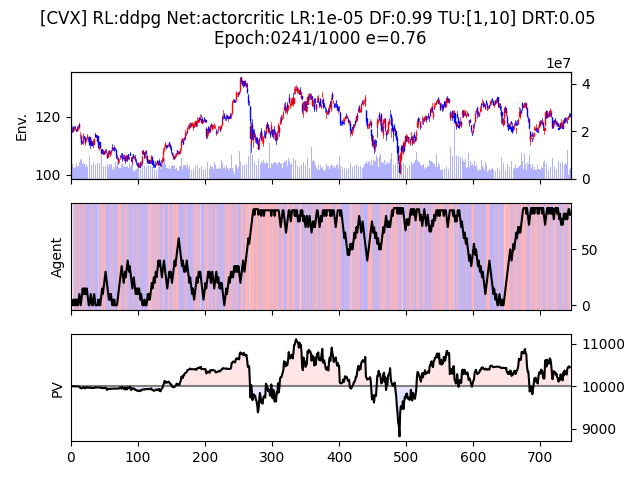 [CVX] RL:ddpg Net:actorcritic LR:1e-05 DF:0.99 TU:[1,10] DRT:0.05
Epoch:0241/1000 e=0.76
1e7
Env.
120
100
4
2
0
Agent
50
0
PV
11000
10000
9000
0 100 200 300 400 500 600 700